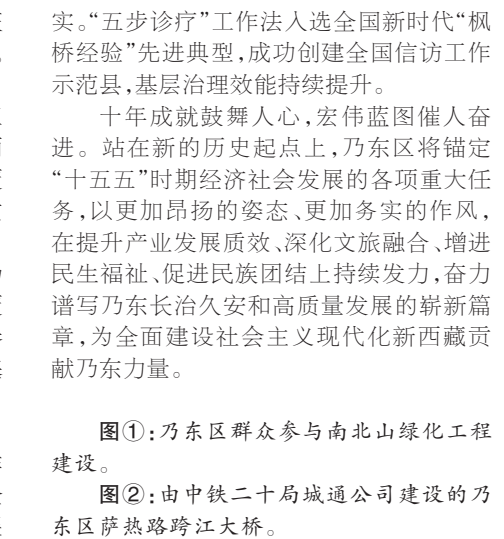 实。“五步诊疗”工作法入选全国新时代“枫
桥经验”先进典型,成功创建全国信访工作
示范县,基层治理效能持续提升。
十年成就鼓舞人心,宏伟蓝图催人奋
进。站在新的历史起点上,乃东区将锚定
“十五五”时期经济社会发展的各项重大任
务,以更加昂扬的姿态、更加务实的作风,
在提升产业发展质效、深化文旅融合、增进
民生福祉、促进民族团结上持续发力,奋力
谱写乃东长治久安和高质量发展的崭新篇
章,为全面建设社会主义现代化新西藏贡
献乃东力量。
图①:乃东区群众参与南北山绿化工程
建设。
图②:由中铁二十局城通公司建设的乃
东区萨热路跨江大桥。